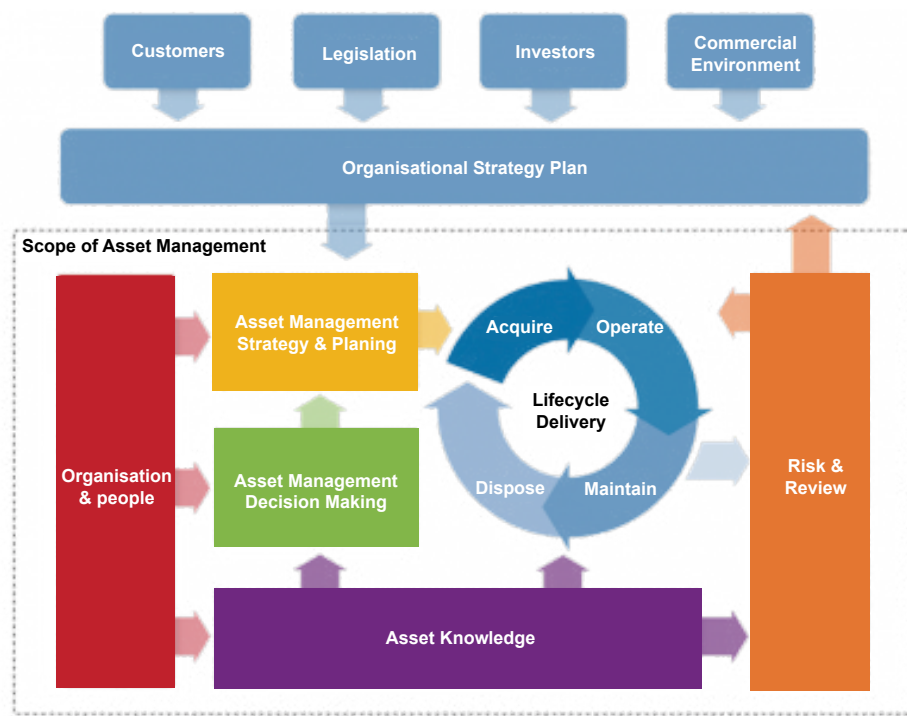 Customers
Legislation
Investors
Commercial
Environment
Organisational Strategy Plan
Scope of Asset Management
Asset Management
Strategy & Planing
Acquire
Operate
Lifecycle
Delivery
Organisation
& people
Asset Management
Decision Making
Dispose
Maintain
Risk &
Review
Asset Knowledge